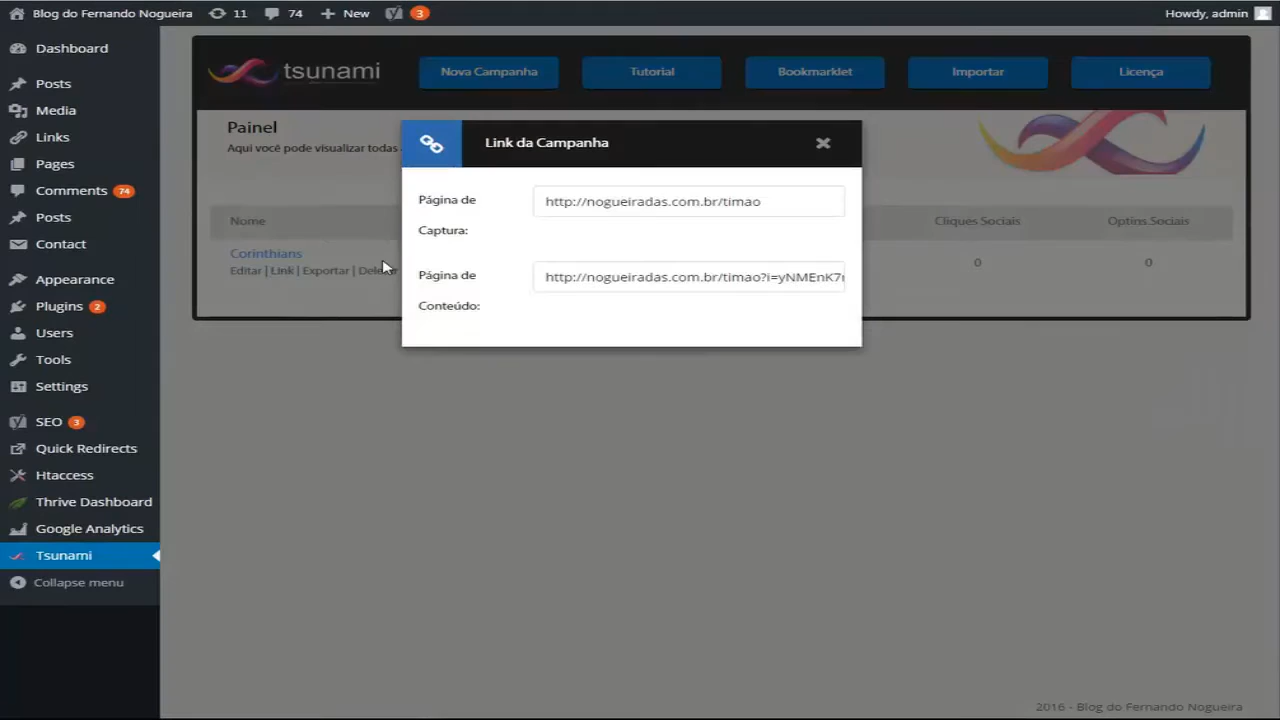 Blog do Fernando Nogueira 11 74 New 3 Howdy, admin
Dashboard
Posts
Media
Links
Pages
Comments 74
Posts
Contact
Appearance
Plugins 2
Users
Tools
Settings
SEO 3
Quick Redirects
Htaccess
Thrive Dashboard
Google Analytics
Tsunami
Collapse menu
tsunami
Nova Campanha Tutorial Bookmarklet Importar Licença
Painel
Aqui você pode visualizar todas
Nome Cliques Sociais Optins Sociais
Corinthians 0 0
Editar | Link | Exportar |
Link da Campanha
Página de
Captura:
http://nogueiradas.com.br/timao
Página de
Conteúdo:
http://nogueiradas.com.br/timao?i=yNMEnK7
2016 - Blog do Fernando Nogueira